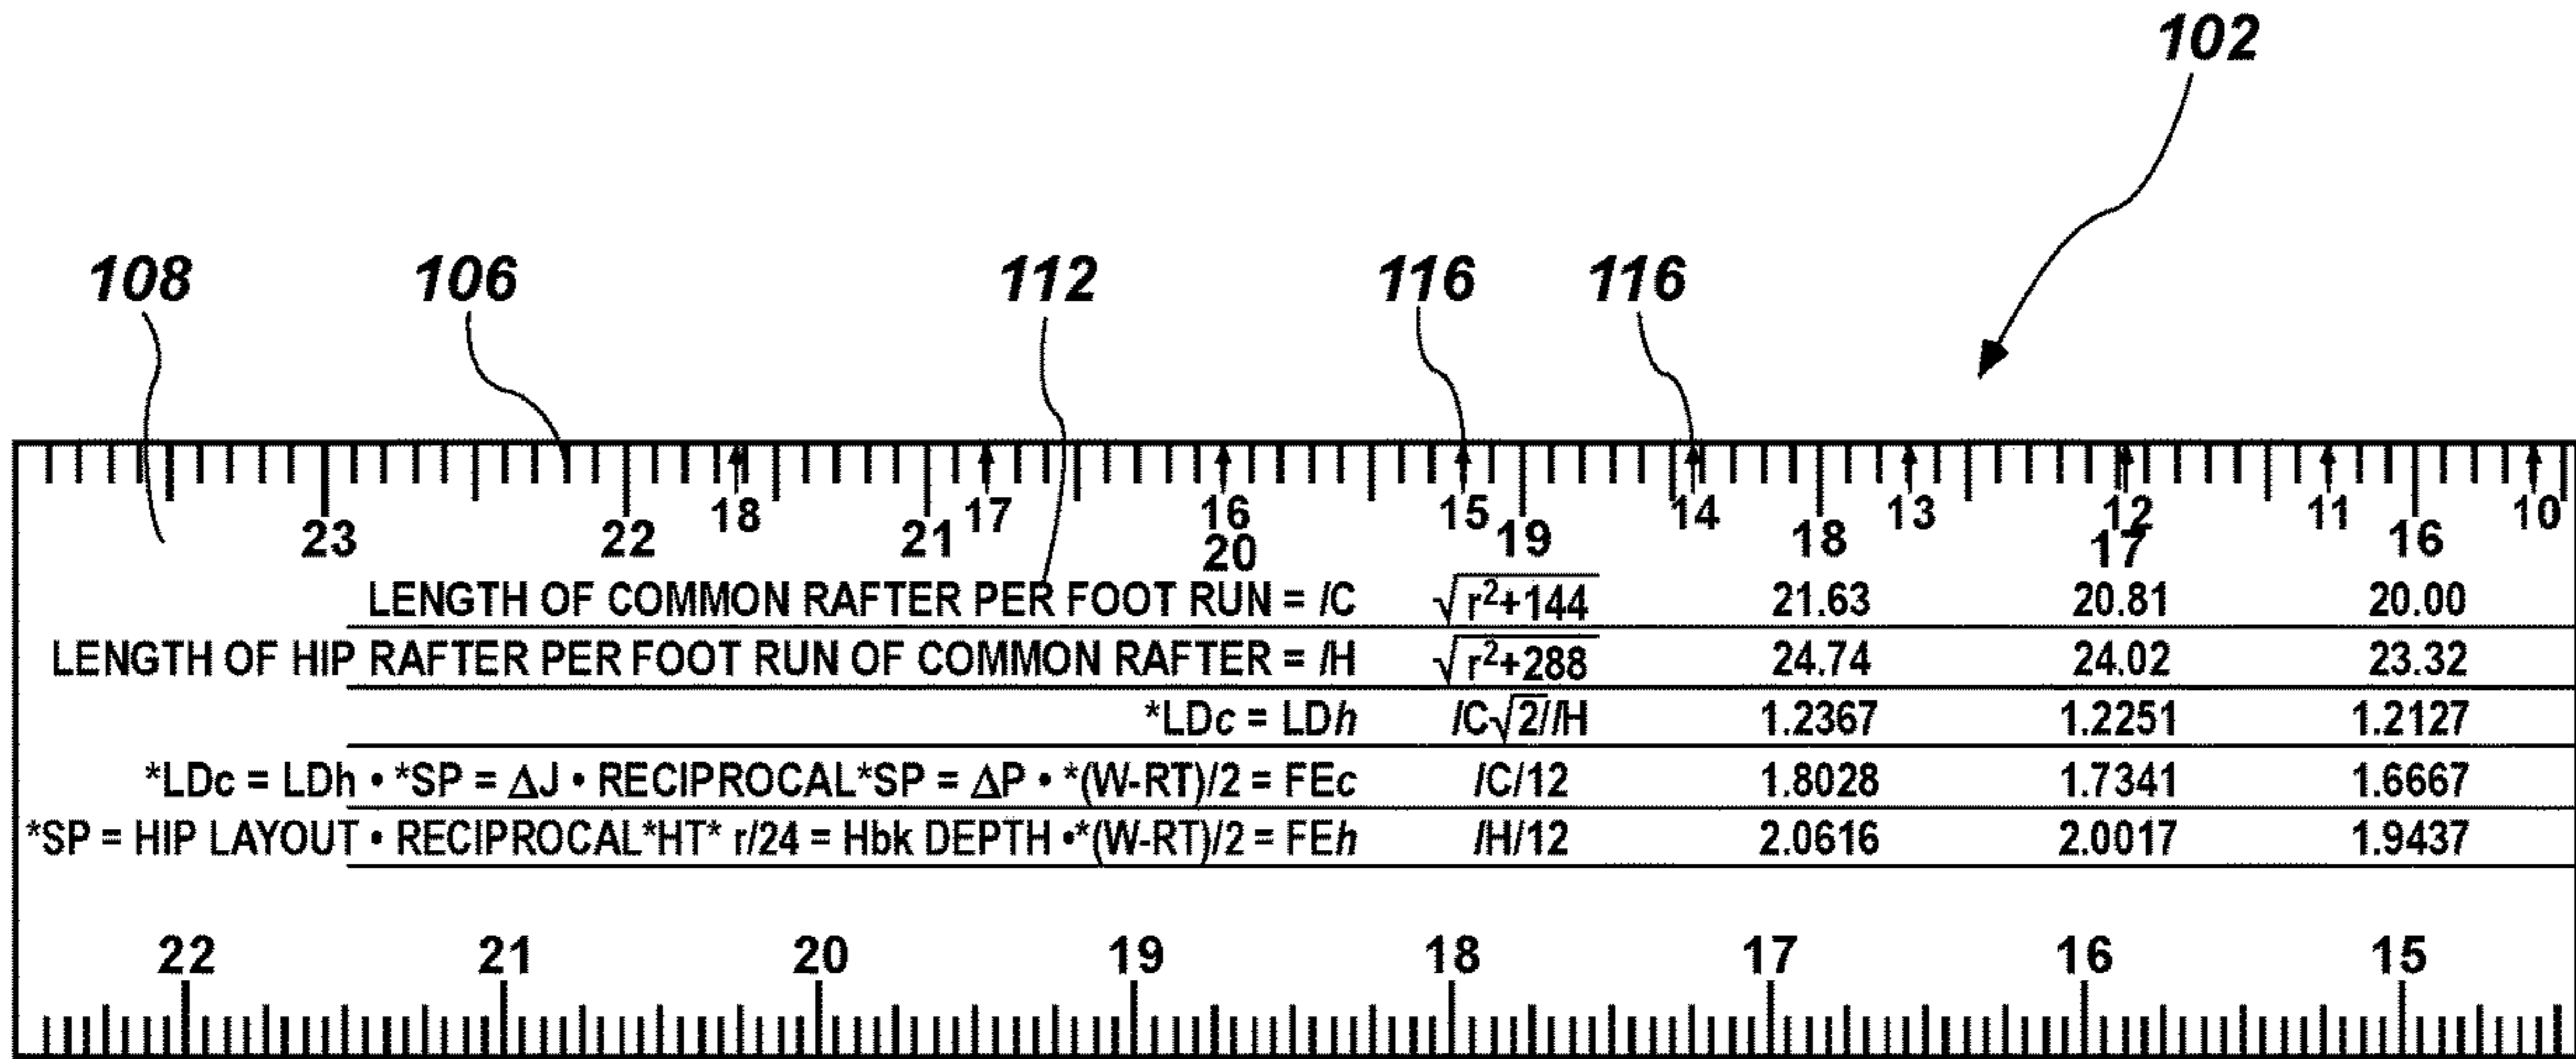 102
108 106 112 116 116
18 17 16 15 14 13 12 11 10
23 22 21 20 19 18 17 16
LENGTH OF COMMON RAFTER PER FOOT RUN = /C √r²+144 21.63 20.81 20.00
LENGTH OF HIP RAFTER PER FOOT RUN OF COMMON RAFTER = /H √r²+288 24.74 24.02 23.32
*LDc = LDh /C√2//H 1.2367 1.2251 1.2127
*LDc = LDh • *SP = ΔJ • RECIPROCAL*SP = ΔP • *(W-RT)/2 = FEc /C/12 1.8028 1.7341 1.6667
*SP = HIP LAYOUT • RECIPROCAL*HT* r/24 = Hbk DEPTH •*(W-RT)/2 = FEh /H/12 2.0616 2.0017 1.9437
22 21 20 19 18 17 16 15